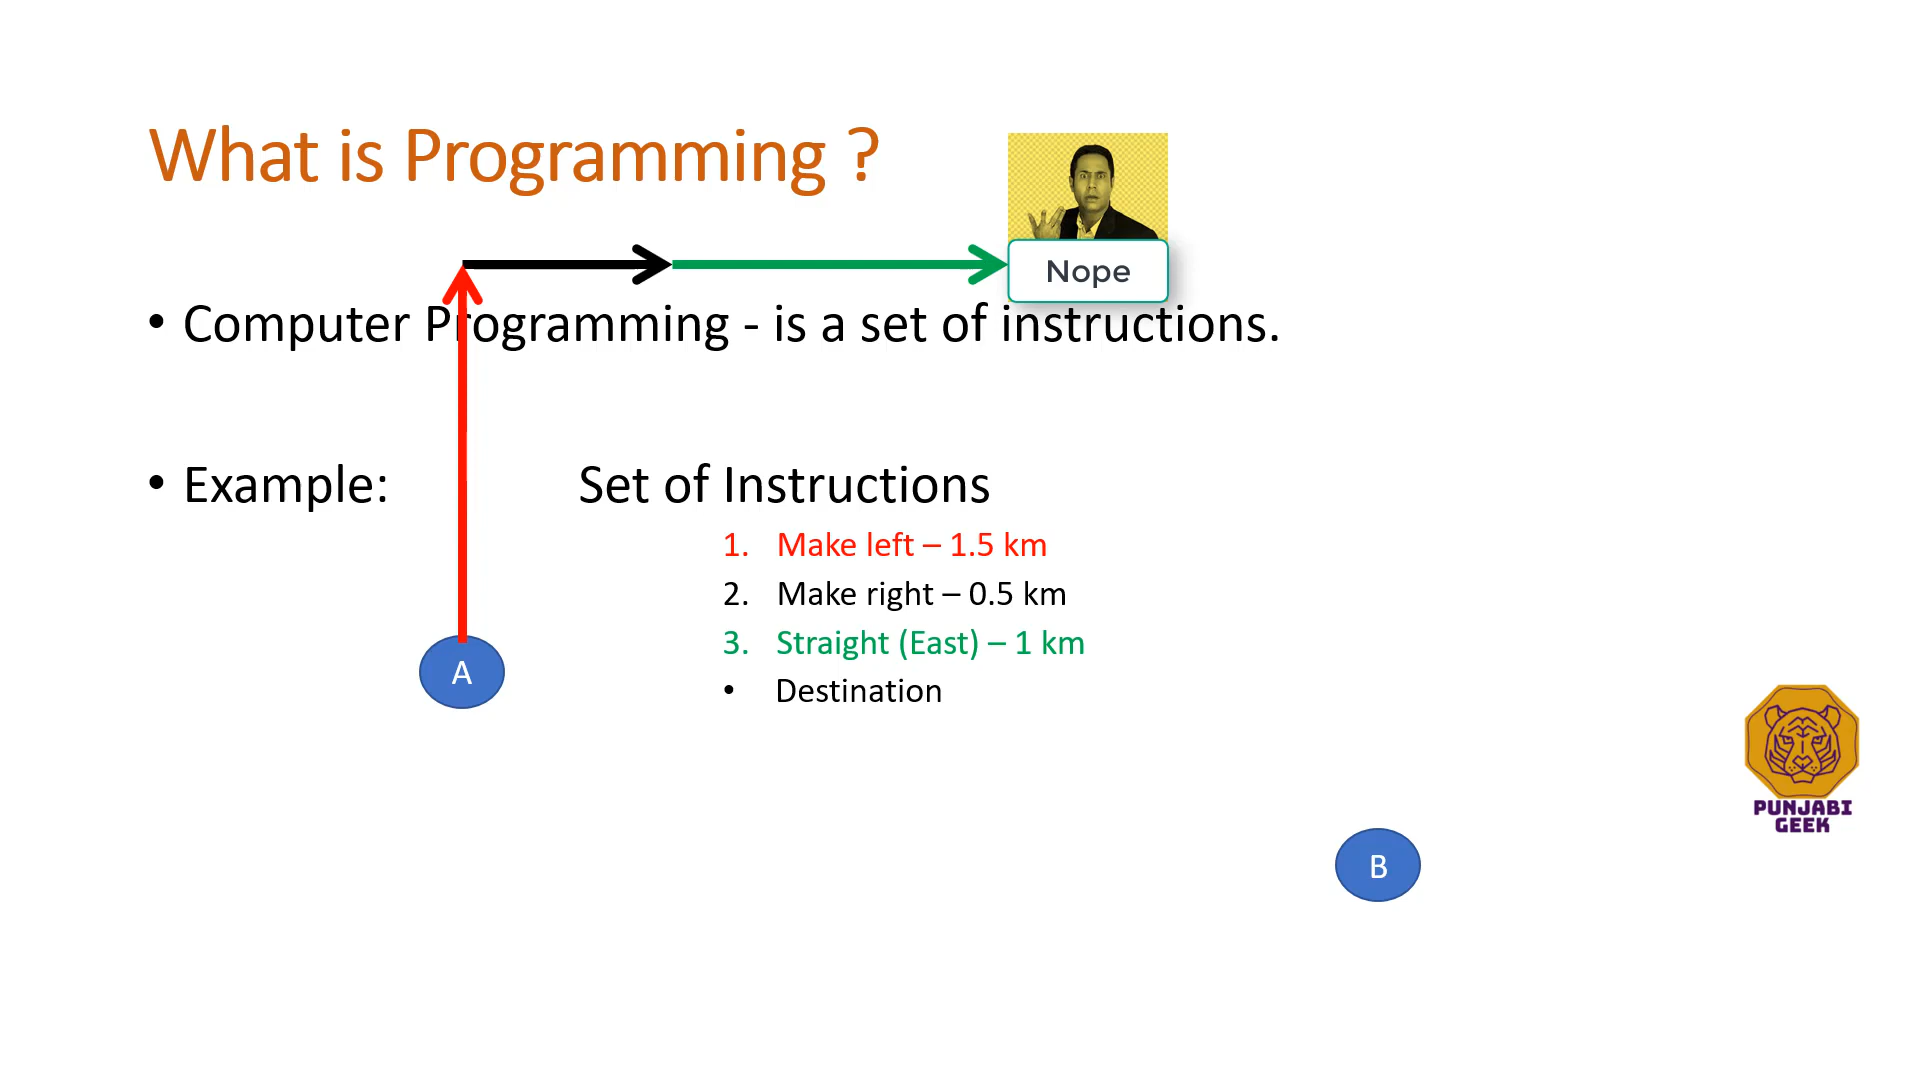 What is Programming ?
Nope
• Computer Programming - is a set of instructions.
• Example: Set of Instructions
1. Make left – 1.5 km
2. Make right – 0.5 km
3. Straight (East) – 1 km
• Destination
A
B
PUNJABI
GEEK